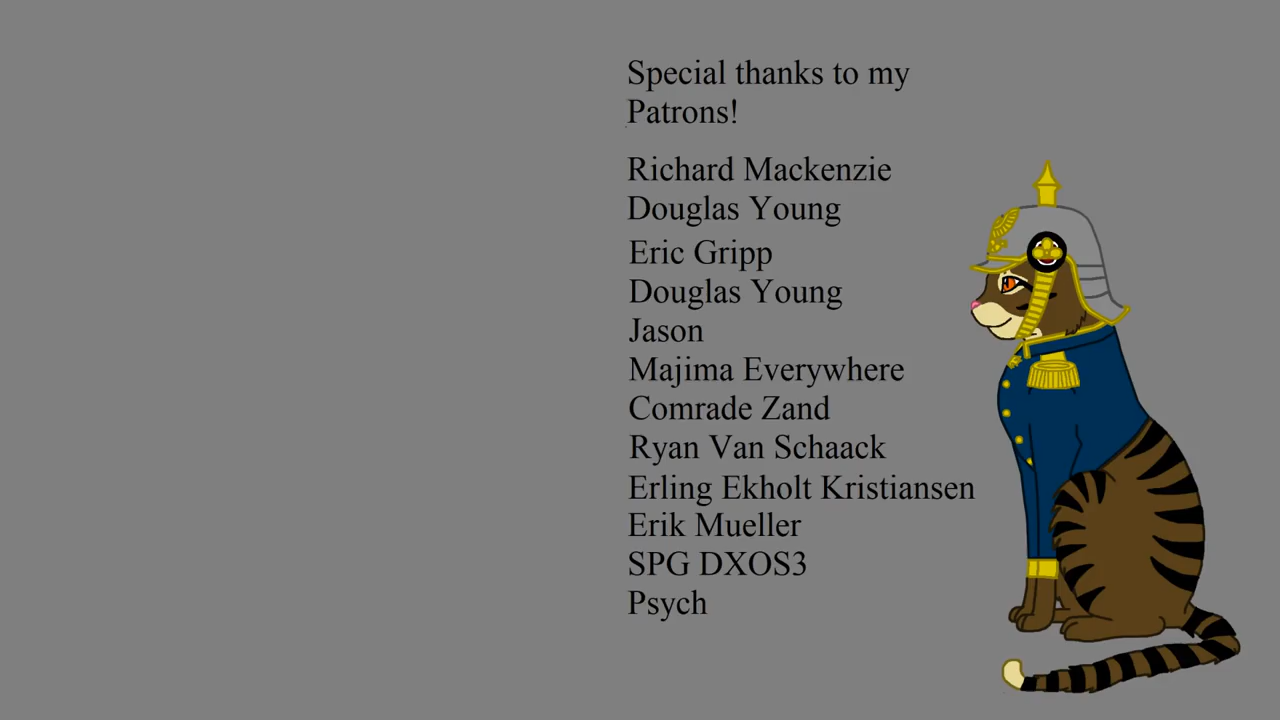 Special thanks to my
Patrons!
Richard Mackenzie
Douglas Young
Eric Gripp
Douglas Young
Jason
Majima Everywhere
Comrade Zand
Ryan Van Schaack
Erling Ekholt Kristiansen
Erik Mueller
SPG DXOS3
Psych